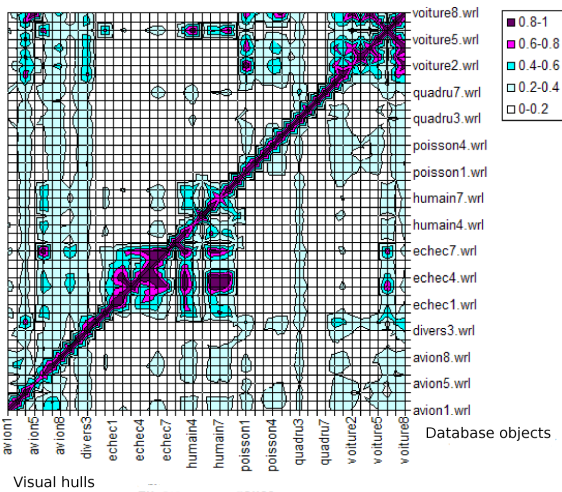 voiture8.wrl
voiture5.wrl
voiture2.wrl
quadru7.wrl
quadru3.wrl
poisson4.wrl
poisson1.wrl
humain7.wrl
humain4.wrl
echec7.wrl
echec4.wrl
echec1.wrl
divers3.wrl
avion8.wrl
avion5.wrl
avion1.wrl
0.8-1
0.6-0.8
0.4-0.6
0.2-0.4
0-0.2
avion1
avion5
avion8
divers3
echec1
echec4
echec7
humain4
humain7
poisson1
poisson4
quadru3
quadru7
voiture2
voiture5
voiture8
Database objects
Visual hulls